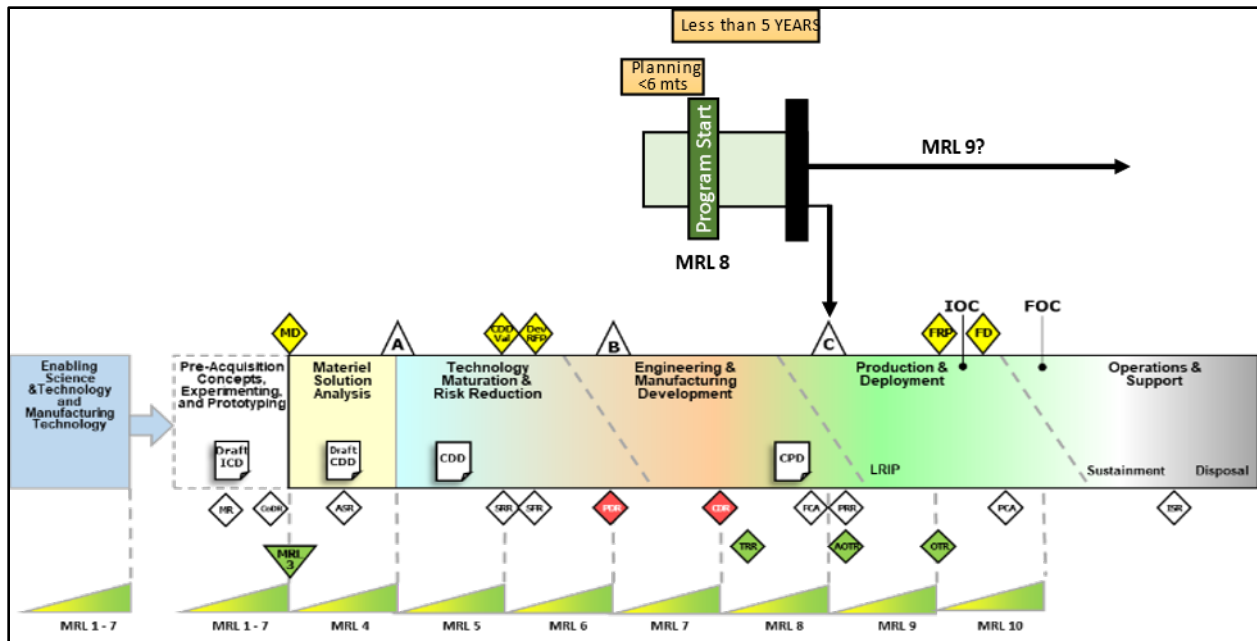 Less than 5 YEARS
Planning
<6 mts
Program Start
MRL 9?
MRL 8
IOC
FOC
MD
A
CDD
Val
Dev
RFP
B
C
FRP
FD
Enabling
Science
&Technology
and
Manufacturing
Technology
Pre-Acquisition
Concepts,
Experimenting,
and Prototyping
Materiel
Solution
Analysis
Technology
Maturation &
Risk Reduction
Engineering &
Manufacturing
Development
Production &
Deployment
Operations &
Support
Draft
ICD
Draft
CDD
CDD
CPD
LRIP
Sustainment
Disposal
MR
CoDR
ASR
SRR
SFR
PDR
CDR
FCA
PRR
PCA
ISR
TRR
AOTR
OTR
MRL
3
MRL 1 - 7
MRL 1 - 7
MRL 4
MRL 5
MRL 6
MRL 7
MRL 8
MRL 9
MRL 10